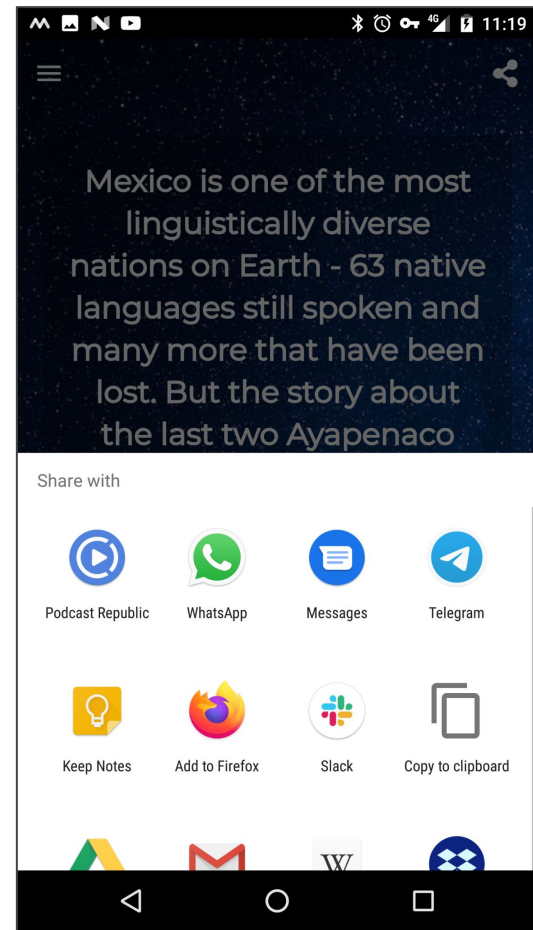 4G 11:19
Mexico is one of the most
linguistically diverse
nations on Earth - 63 native
languages still spoken and
many more that have been
lost. But the story about
the last two Ayapenaco
Share with
Podcast Republic WhatsApp Messages Telegram
Keep Notes Add to Firefox Slack Copy to clipboard
W